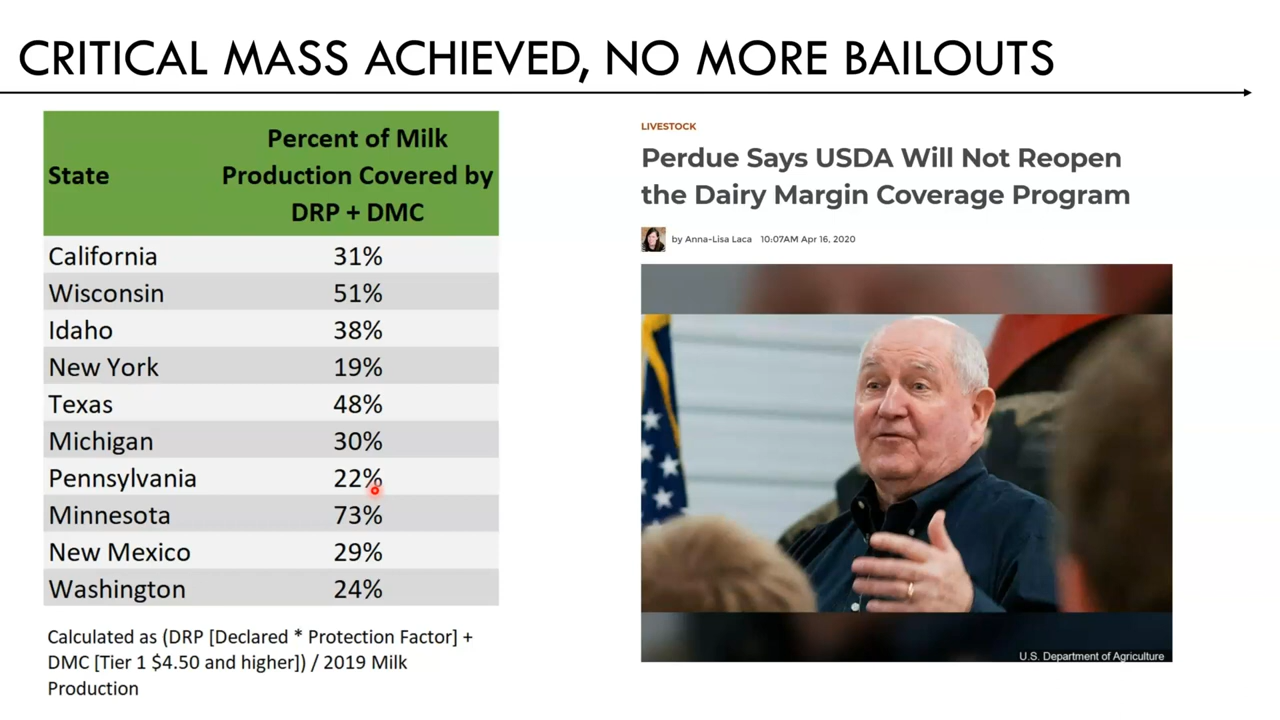 CRITICAL MASS ACHIEVED, NO MORE BAILOUTS
State
Percent of Milk
Production Covered by
DRP + DMC
California 31%
Wisconsin 51%
Idaho 38%
New York 19%
Texas 48%
Michigan 30%
Pennsylvania 22%
Minnesota 73%
New Mexico 29%
Washington 24%
Calculated as (DRP [Declared * Protection Factor] +
DMC [Tier 1 $4.50 and higher]) / 2019 Milk
Production
LIVESTOCK
Perdue Says USDA Will Not Reopen
the Dairy Margin Coverage Program
by Anna-Lisa Laca 10:07AM Apr 16, 2020
U.S. Department of Agriculture